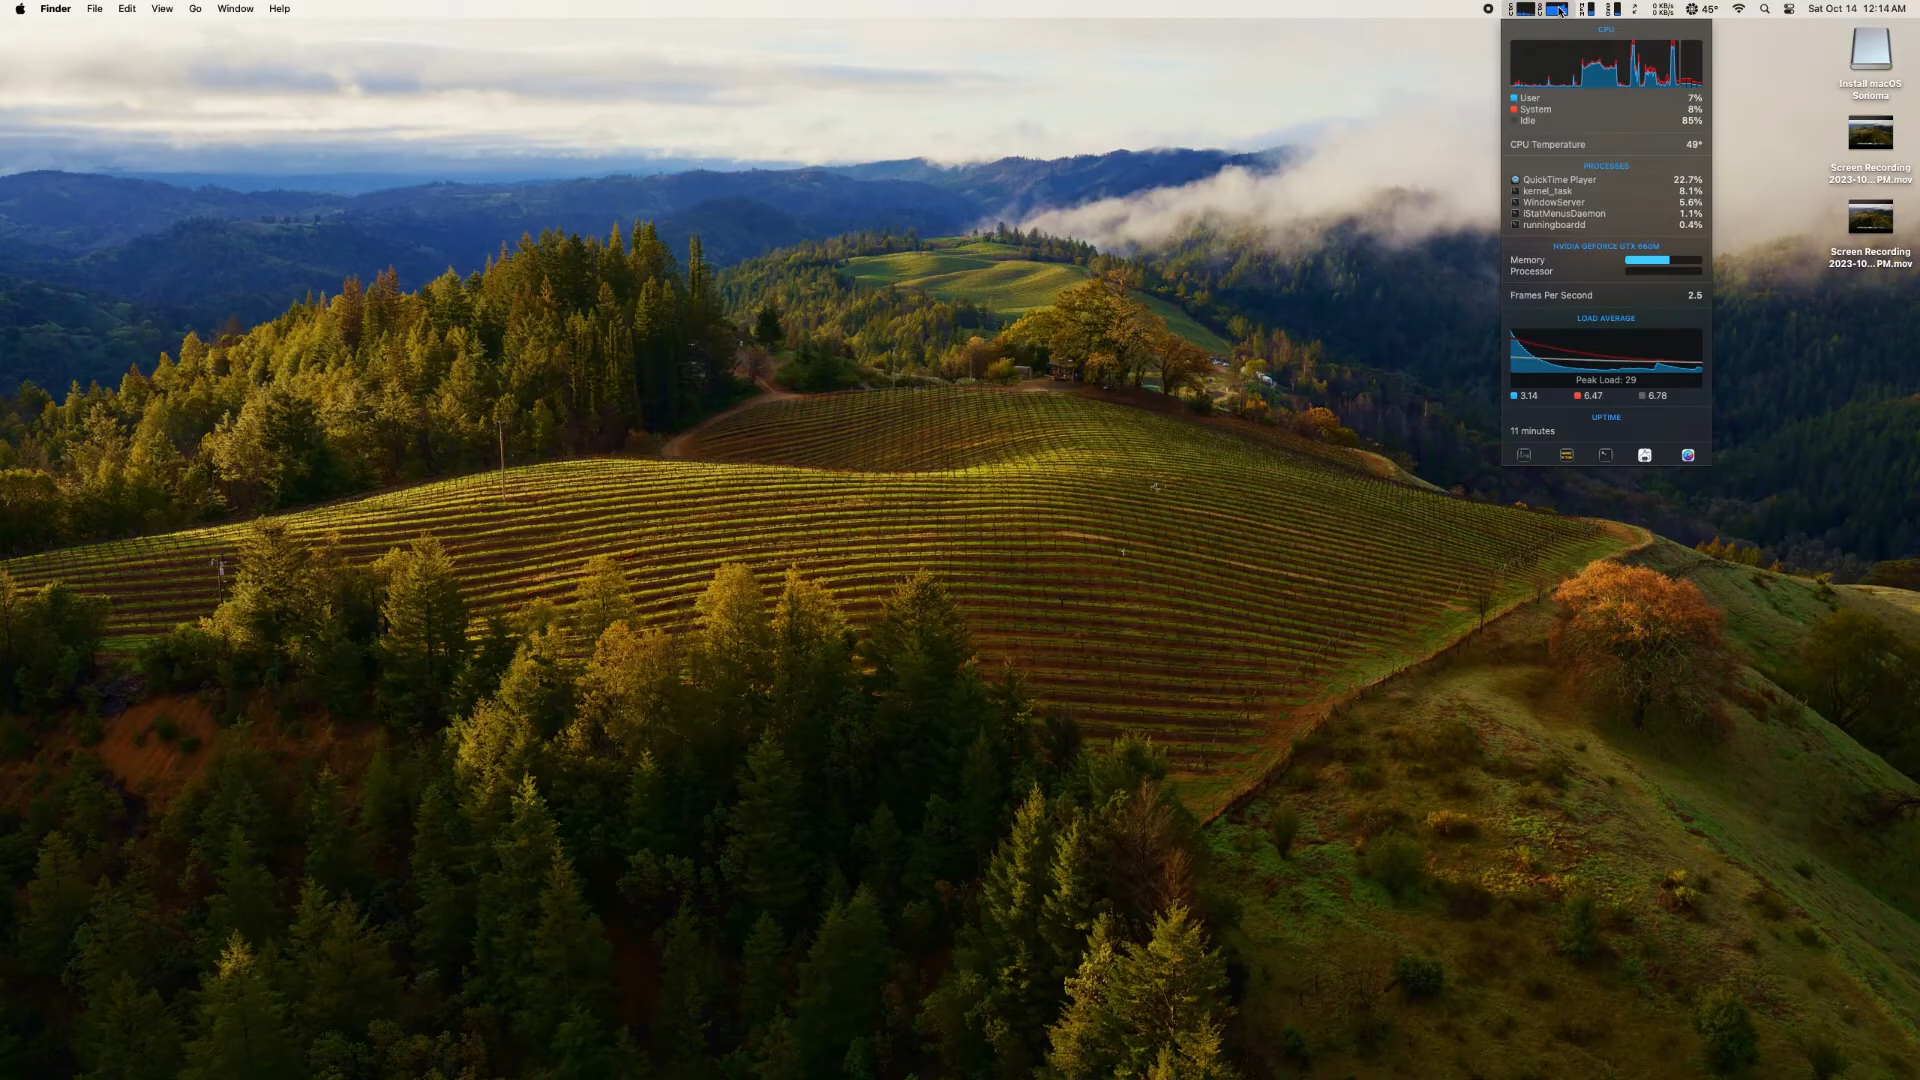 Finder File Edit View Go Window Help
0 KB/s
0 KB/s
45° Sat Oct 14 12:14 AM
CPU
User 7%
System 8%
Idle 85%
CPU Temperature 49°
PROCESSES
QuickTime Player 22.7%
kernel_task 8.1%
WindowServer 5.6%
iStatMenusDaemon 1.1%
runningboardd 0.4%
NVIDIA GEFORCE GTX 660M
Memory
Processor
Frames Per Second 2.5
LOAD AVERAGE
Peak Load: 29
3.14 6.47 6.78
UPTIME
11 minutes
Install macOS
Sonoma
Screen Recording
2023-10... PM.mov
Screen Recording
2023-10... PM.mov